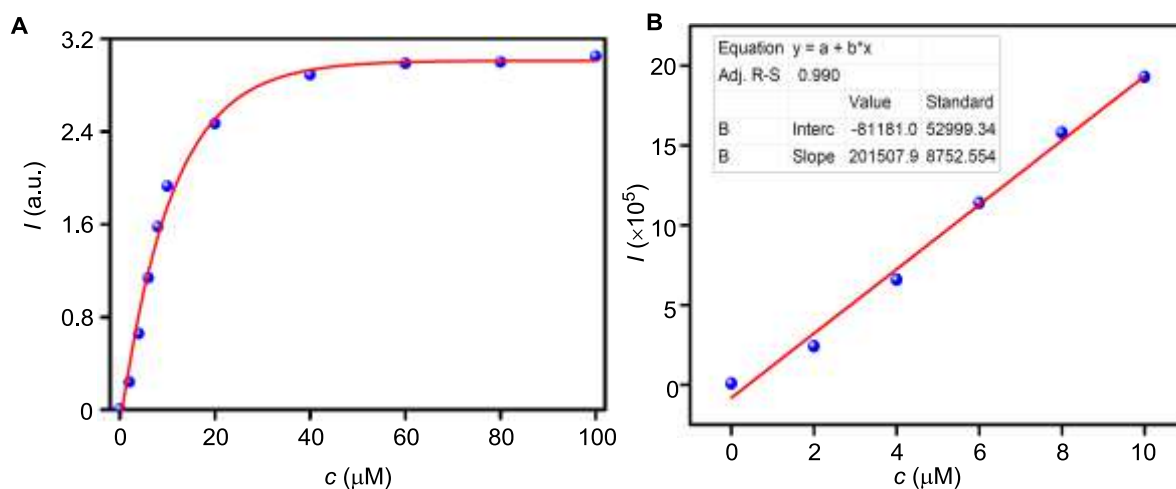 A
3.2
2.4
1.6
0.8
0
I (a.u.)
0 20 40 60 80 100
c (μM)
B
Equation y = a + b*x
Adj. R-S 0.990
Value Standard
B Interc -81181.0 52999.34
B Slope 201507.9 8752.554
20
15
10
5
0
I (×10⁵)
0 2 4 6 8 10
c (μM)